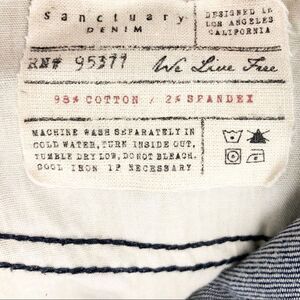 sanctuary
DENIM
DESIGNED IN
LOS ANGELES
CALIFORNIA
RN# 95377
We Live Free
98% COTTON / 2% SPANDEX
MACHINE WASH SEPARATELY IN
COLD WATER, TURN INSIDE OUT,
TUMBLE DRY LOW, DO NOT BLEACH.
COOL IRON IF NECESSARY